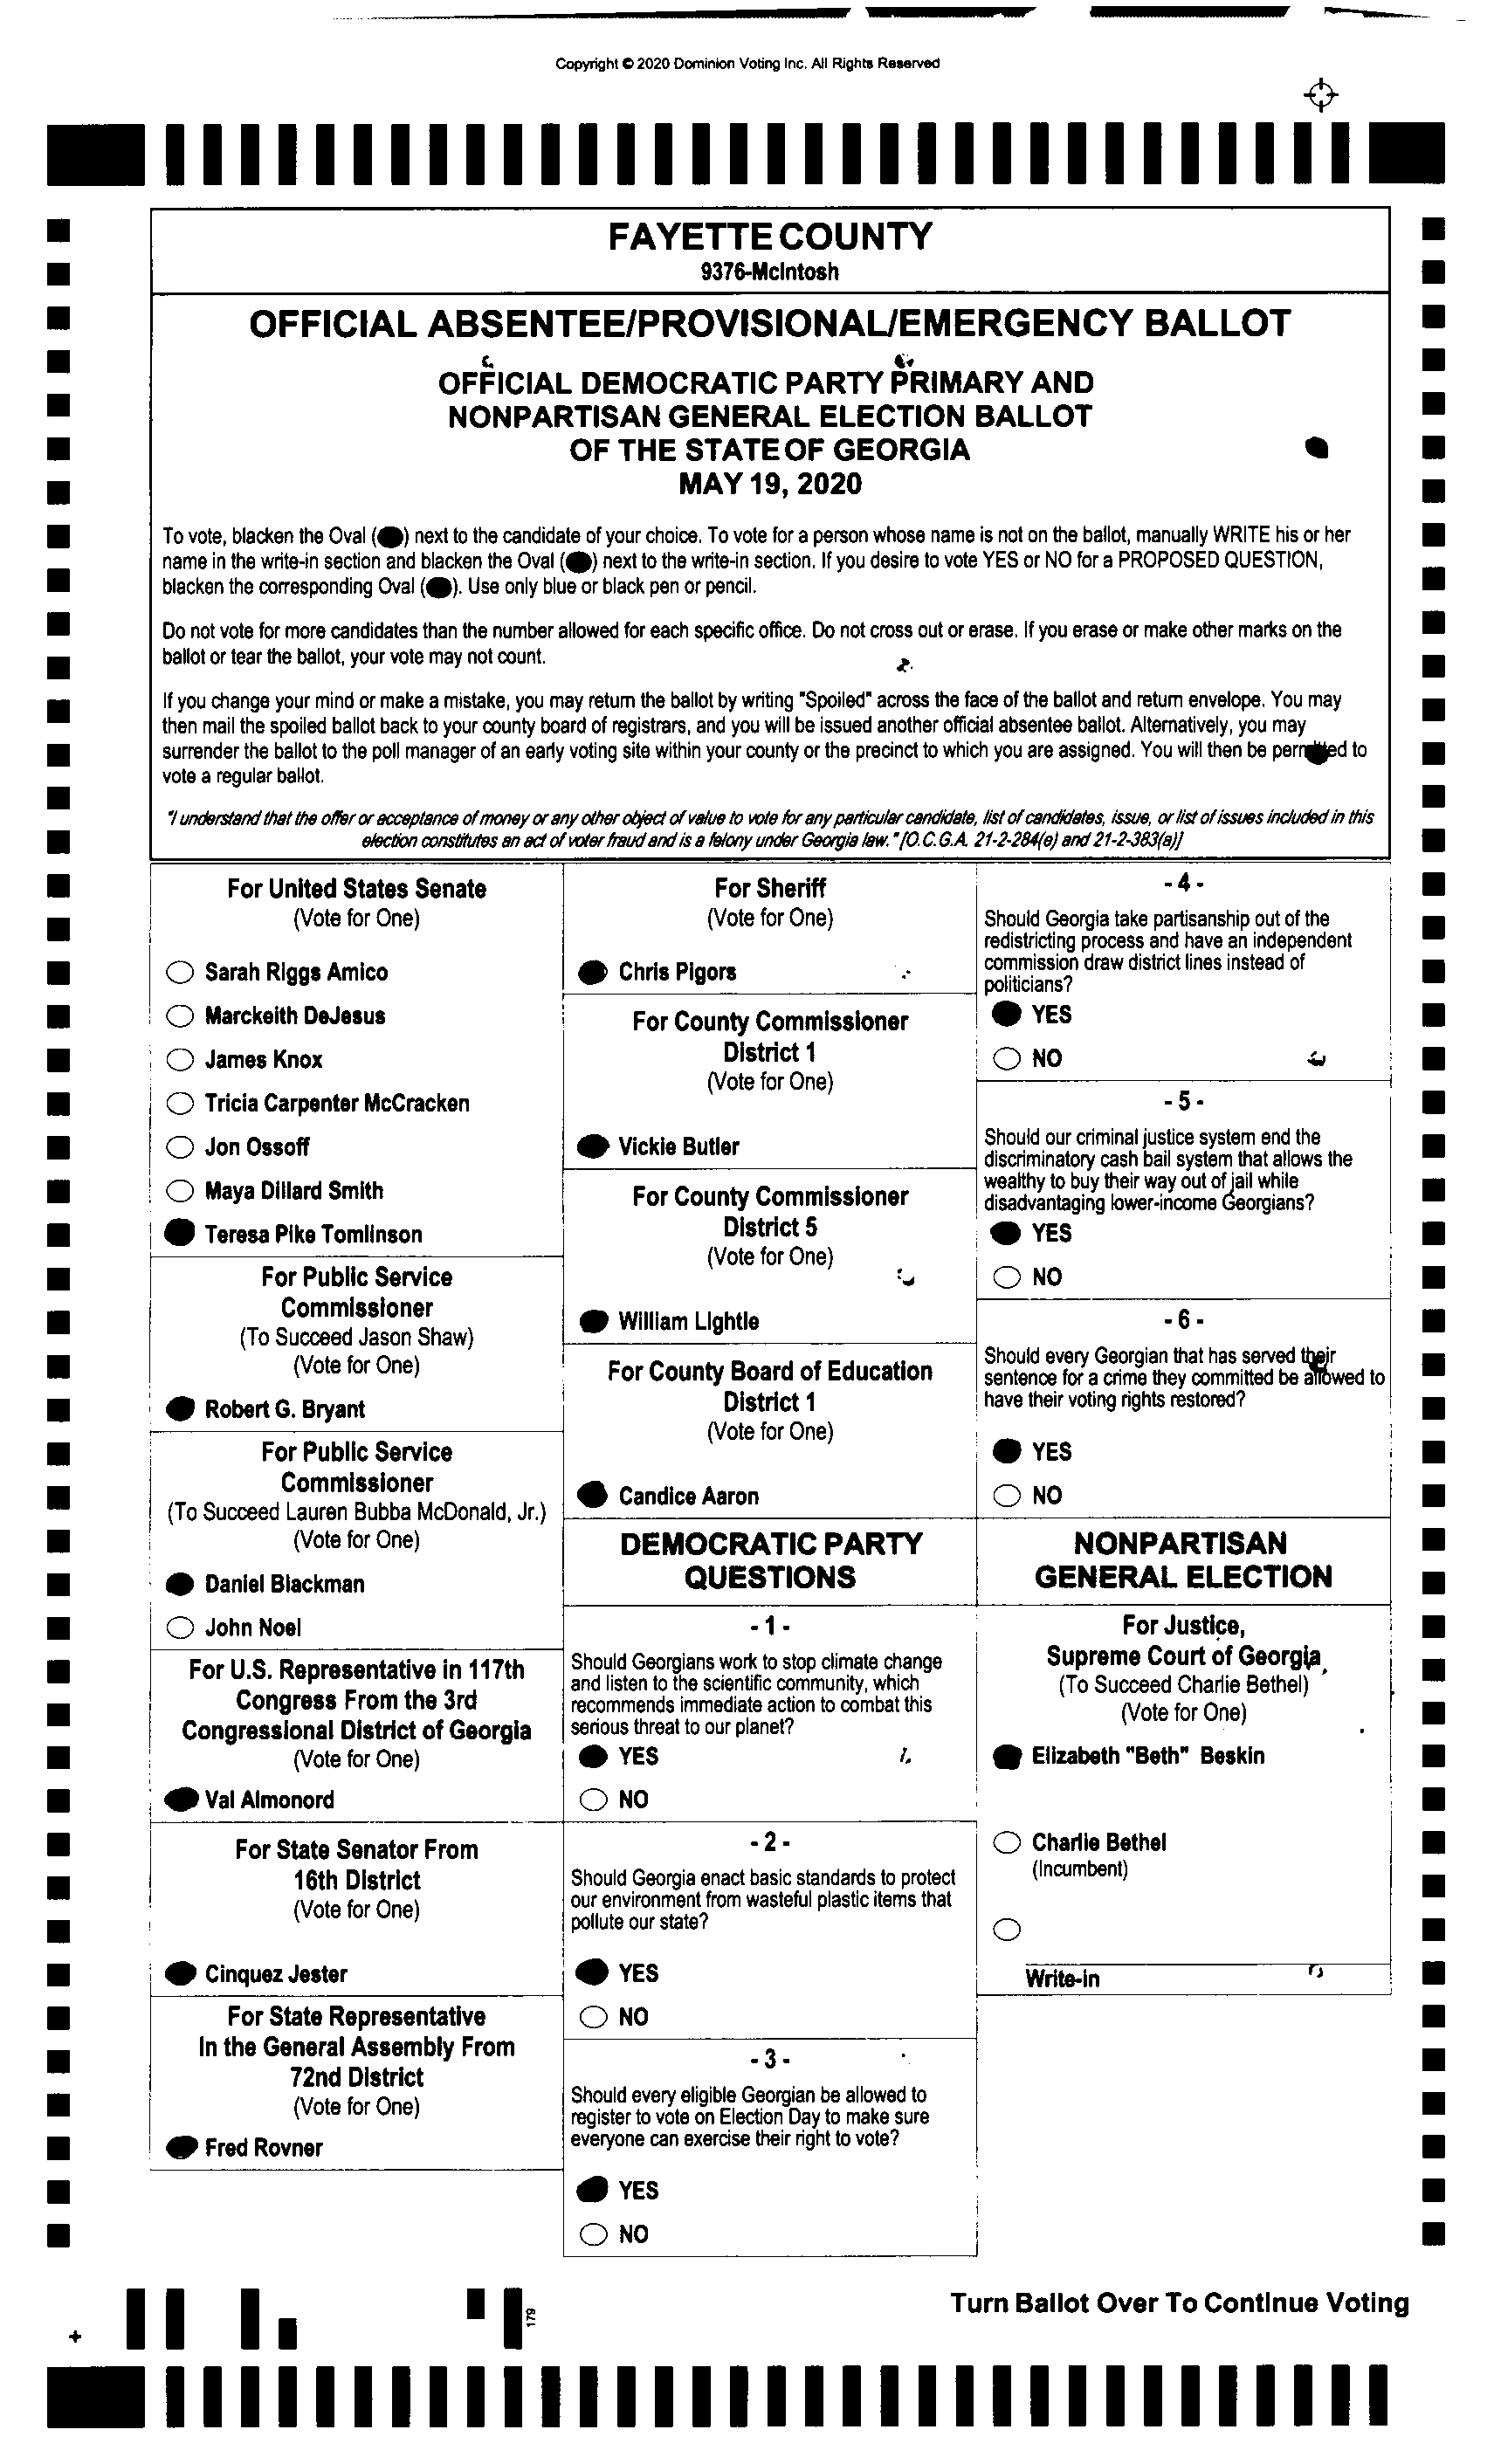 Copyright © 2020 Dominion Voting Inc. All Rights Reserved
FAYETTE COUNTY
9376-McIntosh
OFFICIAL ABSENTEE/PROVISIONAL/EMERGENCY BALLOT
OFFICIAL DEMOCRATIC PARTY PRIMARY AND
NONPARTISAN GENERAL ELECTION BALLOT
OF THE STATE OF GEORGIA
MAY 19, 2020
To vote, blacken the Oval ( ) next to the candidate of your choice. To vote for a person whose name is not on the ballot, manually WRITE his or her
name in the write-in section and blacken the Oval ( ) next to the write-in section. If you desire to vote YES or NO for a PROPOSED QUESTION,
blacken the corresponding Oval ( ). Use only blue or black pen or pencil.
Do not vote for more candidates than the number allowed for each specific office. Do not cross out or erase. If you erase or make other marks on the
ballot or tear the ballot, your vote may not count.
If you change your mind or make a mistake, you may return the ballot by writing "Spoiled" across the face of the ballot and return envelope. You may
then mail the spoiled ballot back to your county board of registrars, and you will be issued another official absentee ballot. Alternatively, you may
surrender the ballot to the poll manager of an early voting site within your county or the precinct to which you are assigned. You will then be permitted to
vote a regular ballot.
"I understand that the offer or acceptance of money or any other object of value to vote for any particular candidate, list of candidates, issue, or list of issues included in this
election constitutes an act of voter fraud and is a felony under Georgia law." [O.C.G.A. 21-2-284(e) and 21-2-383(a)]
For United States Senate
(Vote for One)
Sarah Riggs Amico
Marckeith DeJesus
James Knox
Tricia Carpenter McCracken
Jon Ossoff
Maya Dillard Smith
Teresa Pike Tomlinson
For Public Service
Commissioner
(To Succeed Jason Shaw)
(Vote for One)
Robert G. Bryant
For Public Service
Commissioner
(To Succeed Lauren Bubba McDonald, Jr.)
(Vote for One)
Daniel Blackman
John Noel
For U.S. Representative in 117th
Congress From the 3rd
Congressional District of Georgia
(Vote for One)
Val Almonord
For State Senator From
16th District
(Vote for One)
Cinquez Jester
For State Representative
In the General Assembly From
72nd District
(Vote for One)
Fred Rovner
For Sheriff
(Vote for One)
Chris Pigors
For County Commissioner
District 1
(Vote for One)
Vickie Butler
For County Commissioner
District 5
(Vote for One)
William Lightle
For County Board of Education
District 1
(Vote for One)
Candice Aaron
DEMOCRATIC PARTY
QUESTIONS
- 1 -
Should Georgians work to stop climate change
and listen to the scientific community, which
recommends immediate action to combat this
serious threat to our planet?
YES
NO
- 2 -
Should Georgia enact basic standards to protect
our environment from wasteful plastic items that
pollute our state?
YES
NO
- 3 -
Should every eligible Georgian be allowed to
register to vote on Election Day to make sure
everyone can exercise their right to vote?
YES
NO
- 4 -
Should Georgia take partisanship out of the
redistricting process and have an independent
commission draw district lines instead of
politicians?
YES
NO
- 5 -
Should our criminal justice system end the
discriminatory cash bail system that allows the
wealthy to buy their way out of jail while
disadvantaging lower-income Georgians?
YES
NO
- 6 -
Should every Georgian that has served their
sentence for a crime they committed be allowed to
have their voting rights restored?
YES
NO
NONPARTISAN
GENERAL ELECTION
For Justice,
Supreme Court of Georgia
(To Succeed Charlie Bethel)
(Vote for One)
Elizabeth "Beth" Beskin
Charlie Bethel
(Incumbent)
Write-in
Turn Ballot Over To Continue Voting
179